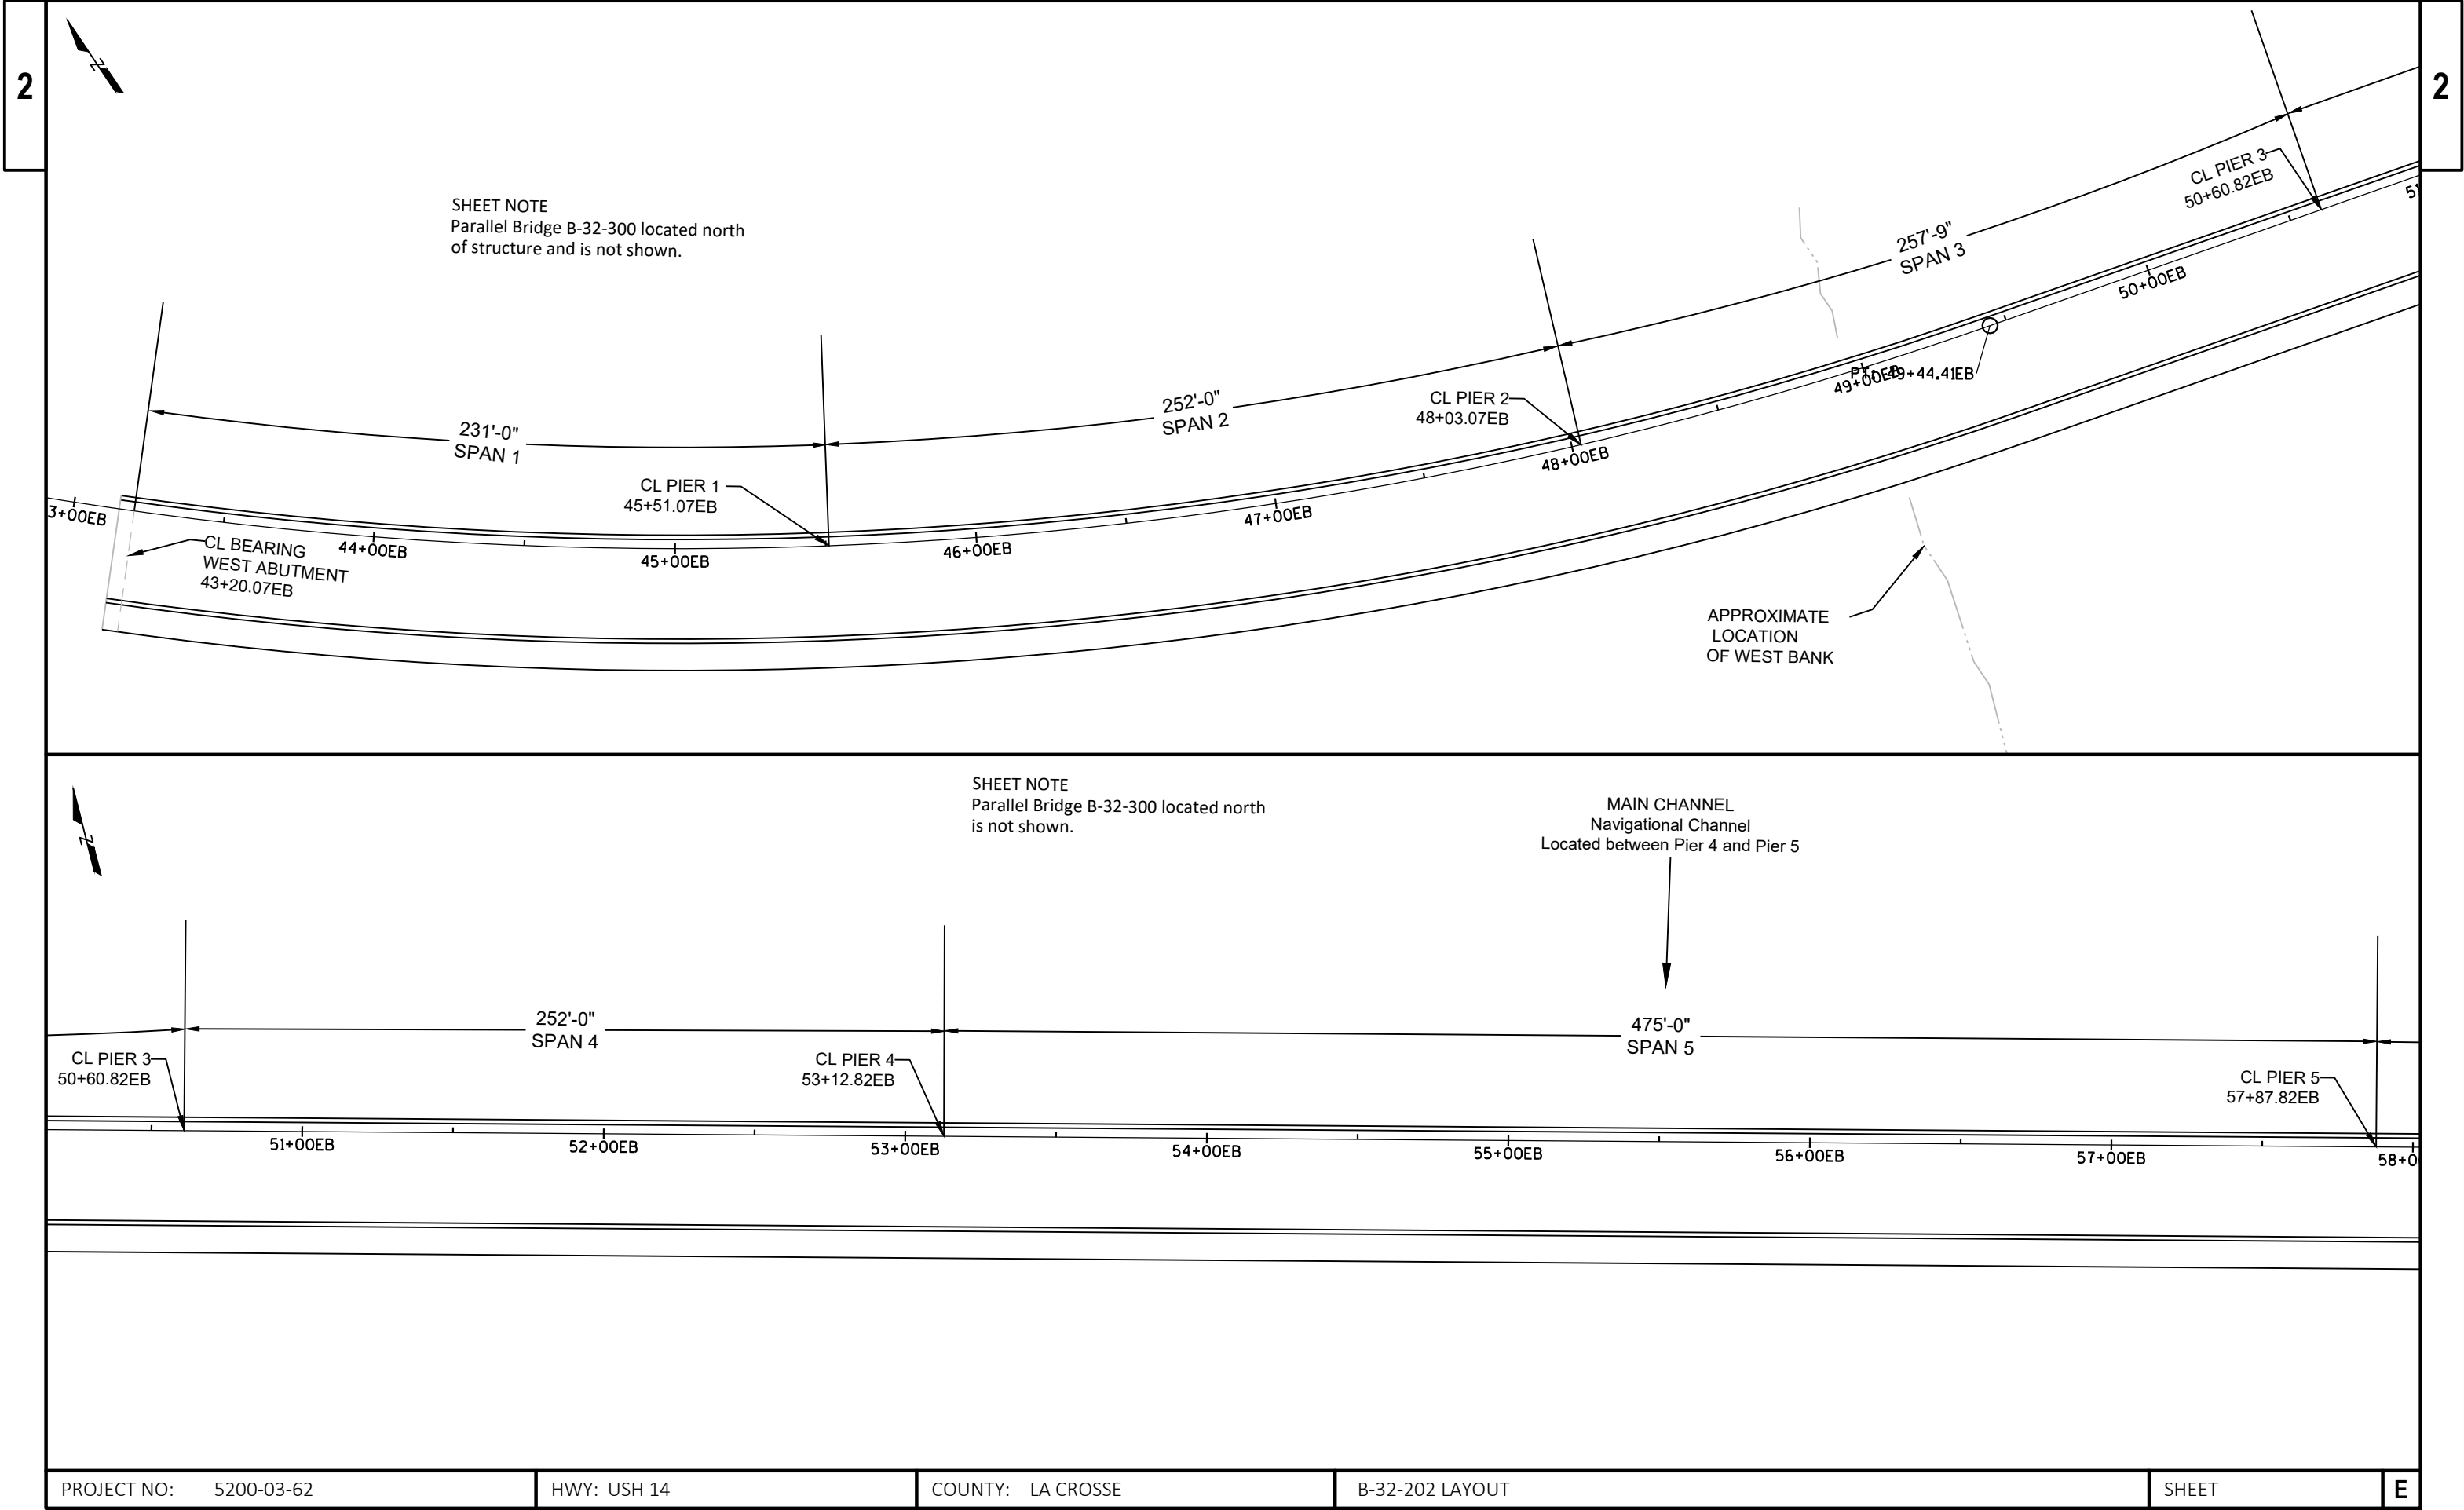 2
2
N
SHEET NOTE
Parallel Bridge B-32-300 located north
of structure and is not shown.
CL PIER 3
50+60.82EB
257'-9"
SPAN 3
50+00EB
PT: 49+44.41EB
49+00EB
252'-0"
SPAN 2
CL PIER 2
48+03.07EB
48+00EB
231'-0"
SPAN 1
CL PIER 1
45+51.07EB
3+00EB
47+00EB
CL BEARING
WEST ABUTMENT
43+20.07EB
44+00EB
45+00EB
46+00EB
APPROXIMATE
LOCATION
OF WEST BANK
SHEET NOTE
Parallel Bridge B-32-300 located north
is not shown.
MAIN CHANNEL
Navigational Channel
Located between Pier 4 and Pier 5
N
252'-0"
SPAN 4
475'-0"
SPAN 5
CL PIER 3
50+60.82EB
CL PIER 4
53+12.82EB
CL PIER 5
57+87.82EB
51+00EB
52+00EB
53+00EB
54+00EB
55+00EB
56+00EB
57+00EB
58+0
PROJECT NO: 5200-03-62
HWY: USH 14
COUNTY: LA CROSSE
B-32-202 LAYOUT
SHEET
E